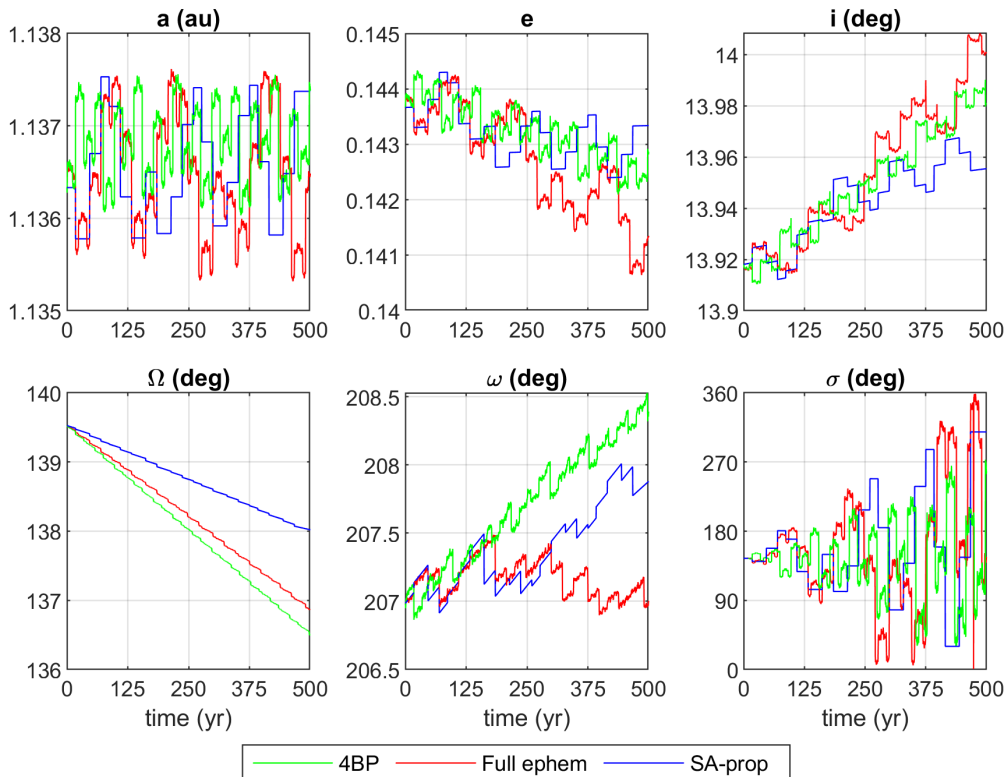 a (au)
e
i (deg)
1.138
1.137
1.136
1.135
0 125 250 375 500
0.145
0.144
0.143
0.142
0.141
0.14
0 125 250 375 500
14
13.98
13.96
13.94
13.92
13.9
0 125 250 375 500
Ω (deg)
ω (deg)
σ (deg)
140
139
138
137
136
0 125 250 375 500
time (yr)
208.5
208
207.5
207
206.5
0 125 250 375 500
time (yr)
360
270
180
90
0
0 125 250 375 500
time (yr)
4BP Full ephem SA-prop